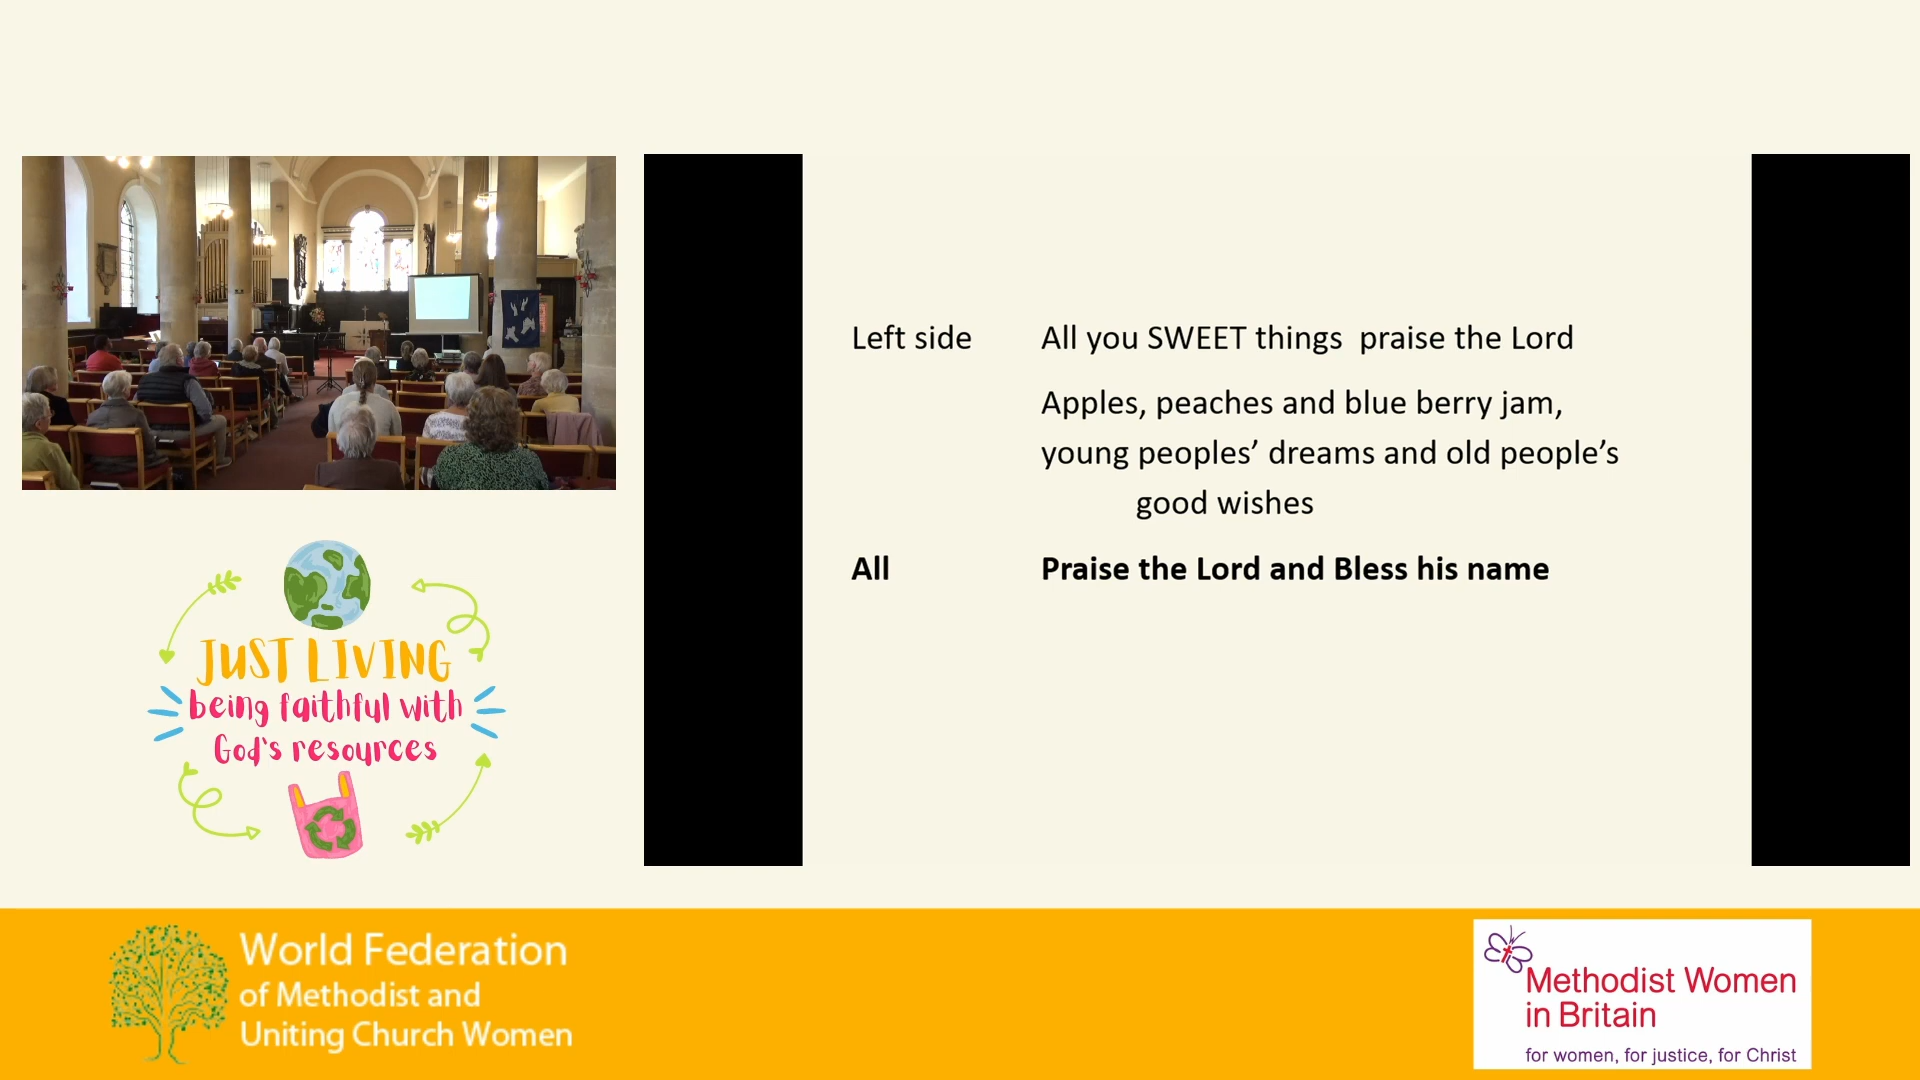 Left side All you SWEET things praise the Lord
Apples, peaches and blue berry jam,
young peoples’ dreams and old people’s
good wishes
All Praise the Lord and Bless his name
JUST LIVING
being faithful with
God's resources
World Federation
of Methodist and
Uniting Church Women
Methodist Women
in Britain
for women, for justice, for Christ